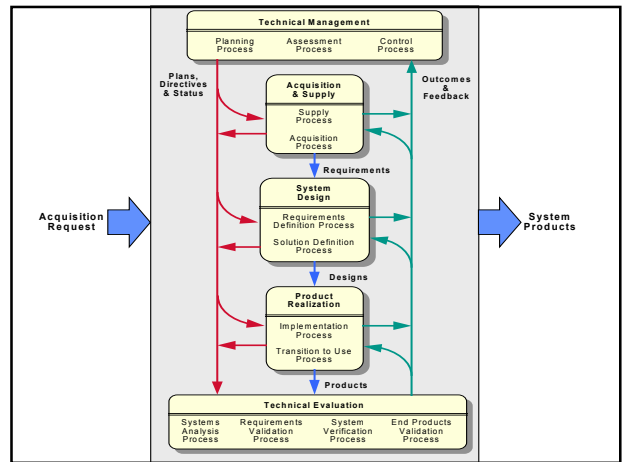 Technical Management
Planning Process
Assessment Process
Control Process
Plans,
Directives
& Status
Outcomes
&
Feedback
Acquisition
& Supply
Supply
Process
Acquisition
Process
Requirements
System
Design
Requirements
Definition Process
Solution Definition
Process
Acquisition
Request
System
Products
Designs
Product
Realization
Implementation
Process
Transition to Use
Process
Products
Technical Evaluation
Systems
Analysis
Process
Requirements
Validation
Process
System
Verification
Process
End Products
Validation
Process